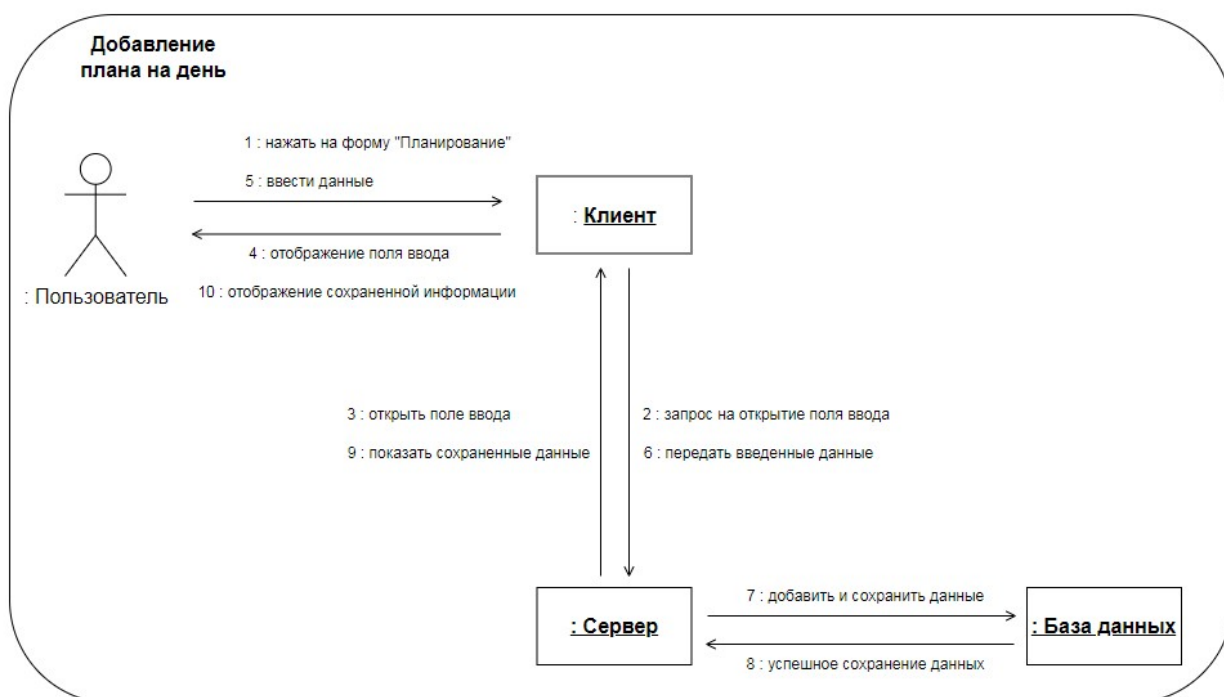 Добавление
плана на день
1 : нажать на форму "Планирование"
5 : ввести данные
: Клиент
4 : отображение поля ввода
: Пользователь
10 : отображение сохраненной информации
3 : открыть поле ввода
2 : запрос на открытие поля ввода
9 : показать сохраненные данные
6 : передать введенные данные
7 : добавить и сохранить данные
: Сервер
: База данных
8 : успешное сохранение данных